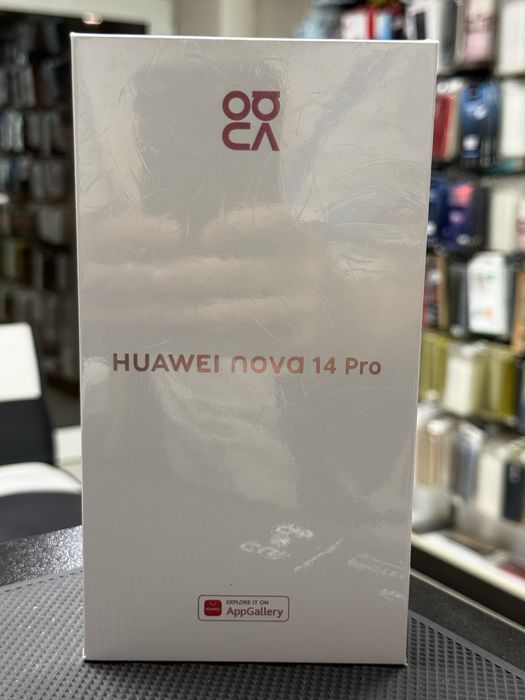 HUAWEI nova 14 Pro
EXPLORE IT ON
AppGallery